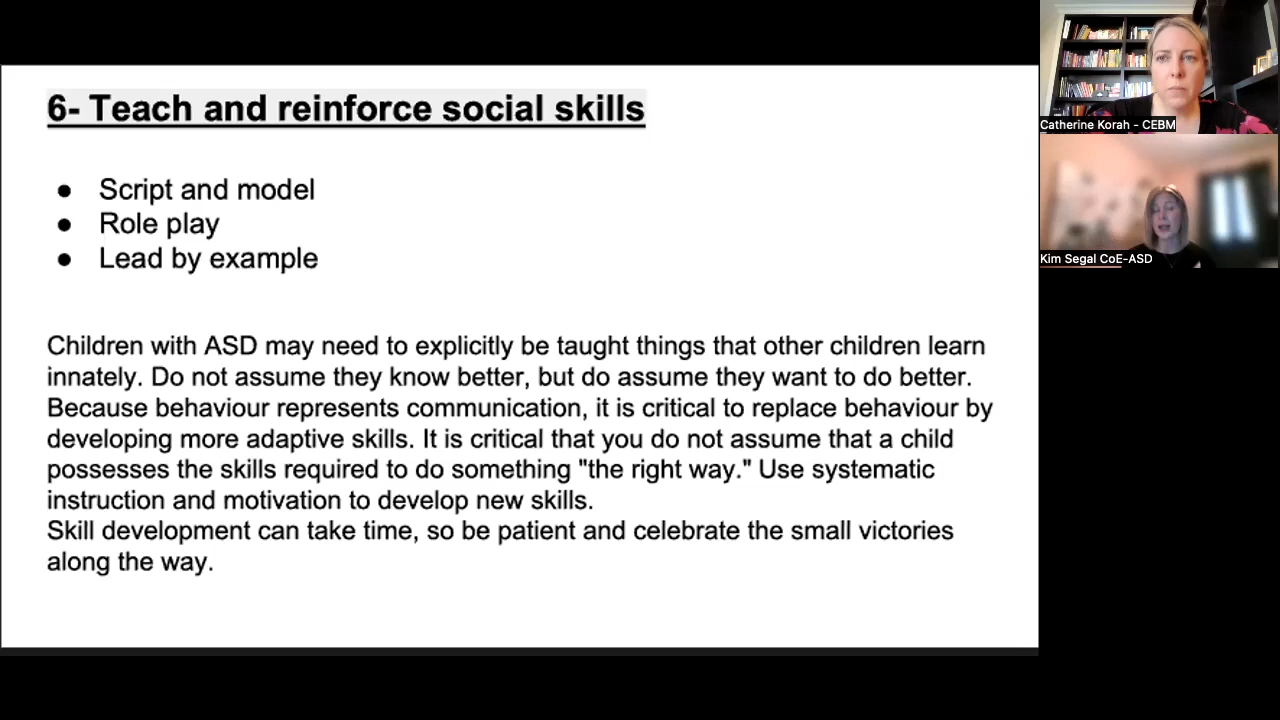 6- Teach and reinforce social skills
● Script and model
● Role play
● Lead by example
Children with ASD may need to explicitly be taught things that other children learn
innately. Do not assume they know better, but do assume they want to do better.
Because behaviour represents communication, it is critical to replace behaviour by
developing more adaptive skills. It is critical that you do not assume that a child
possesses the skills required to do something "the right way." Use systematic
instruction and motivation to develop new skills.
Skill development can take time, so be patient and celebrate the small victories
along the way.
Catherine Korah - CEBM
Kim Segal CoE-ASD